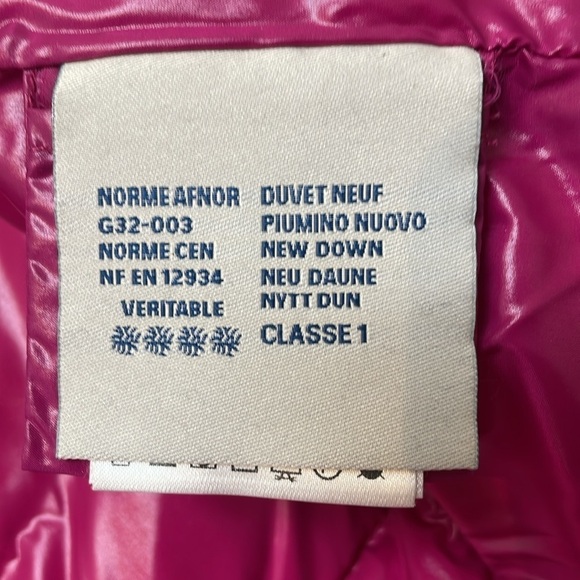 NORME AFNOR
G32-003
NORME CEN
NF EN 12934
VERITABLE
DUVET NEUF
PIUMINO NUOVO
NEW DOWN
NEU DAUNE
NYTT DUN
CLASSE 1